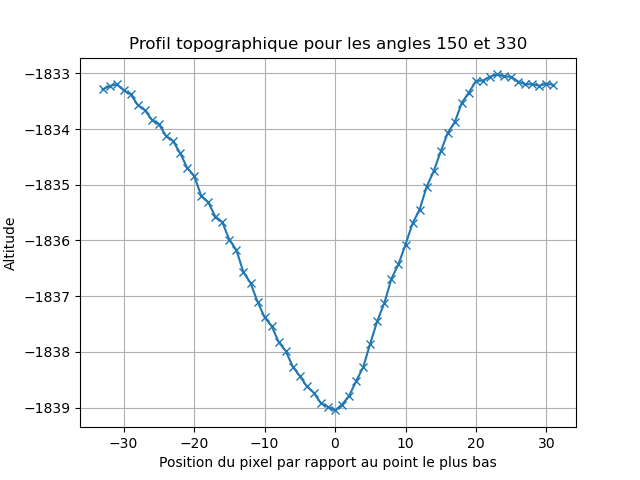 Profil topographique pour les angles 150 et 330
−1833
−1834
−1835
−1836
−1837
−1838
−1839
Altitude
−30 −20 −10 0 10 20 30
Position du pixel par rapport au point le plus bas